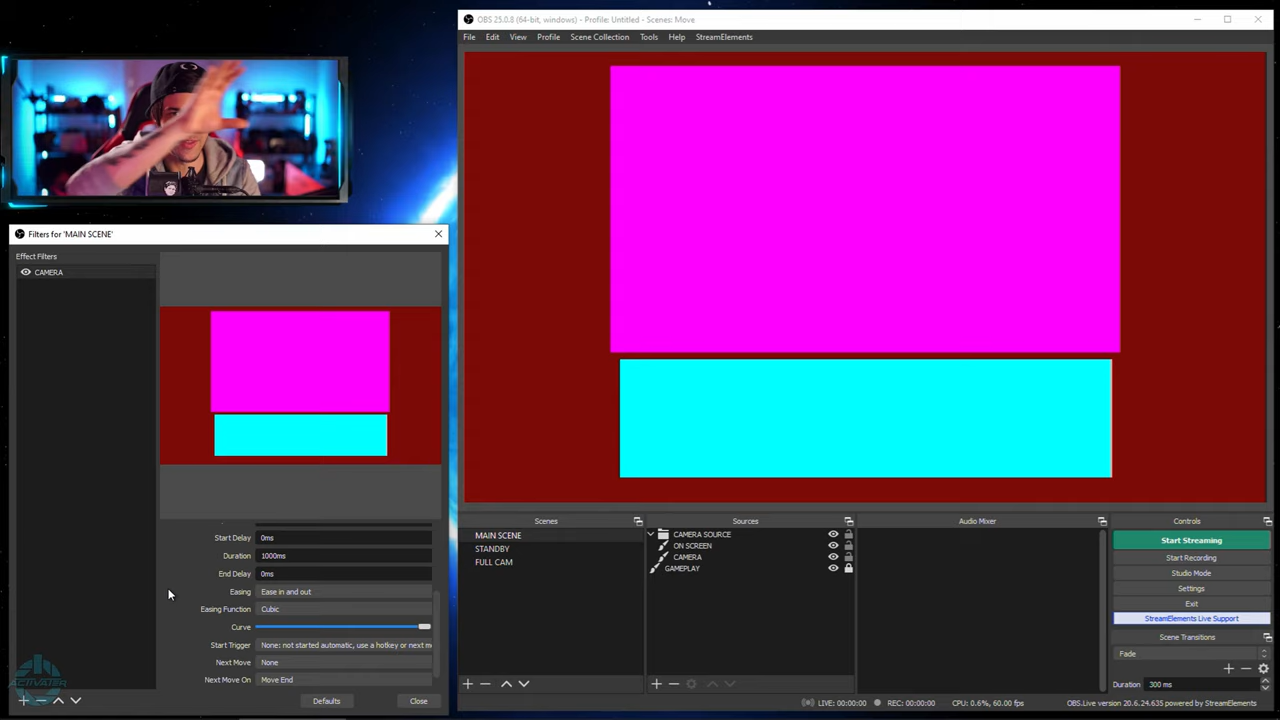 OBS 25.0.8 (64-bit, windows) - Profile: Untitled - Scenes: Move
File Edit View Profile Scene Collection Tools Help StreamElements
Filters for 'MAIN SCENE'
Effect Filters
CAMERA
Start Delay 0ms
Duration 1000ms
End Delay 0ms
Easing Ease in and out
Easing Function Cubic
Curve
Start Trigger None: not started automatic, use a hotkey or next m
Next Move None
Next Move On Move End
Defaults Close
ACTIVATER
Scenes
MAIN SCENE
STANDBY
FULL CAM
Sources
CAMERA SOURCE
ON SCREEN
CAMERA
GAMEPLAY
Audio Mixer
Controls
Start Streaming
Start Recording
Studio Mode
Settings
Exit
StreamElements Live Support
Scene Transitions
Fade
Duration 300 ms
LIVE: 00:00:00 REC: 00:00:00 CPU: 0.6%, 60.00 fps OBS.Live version 20.6.24.635 powered by StreamElements